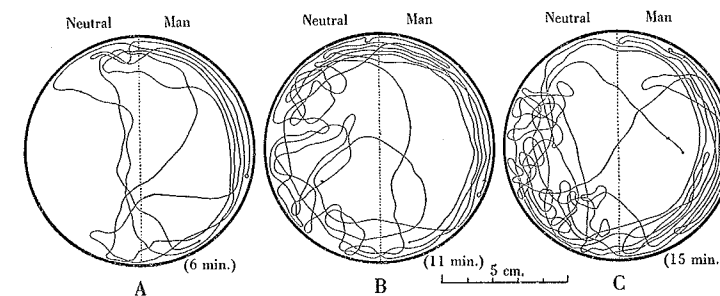 Neutral Man
Neutral Man
Neutral Man
(6 min.)
(11 min.)
(15 min.
5 cm.
A
B
C